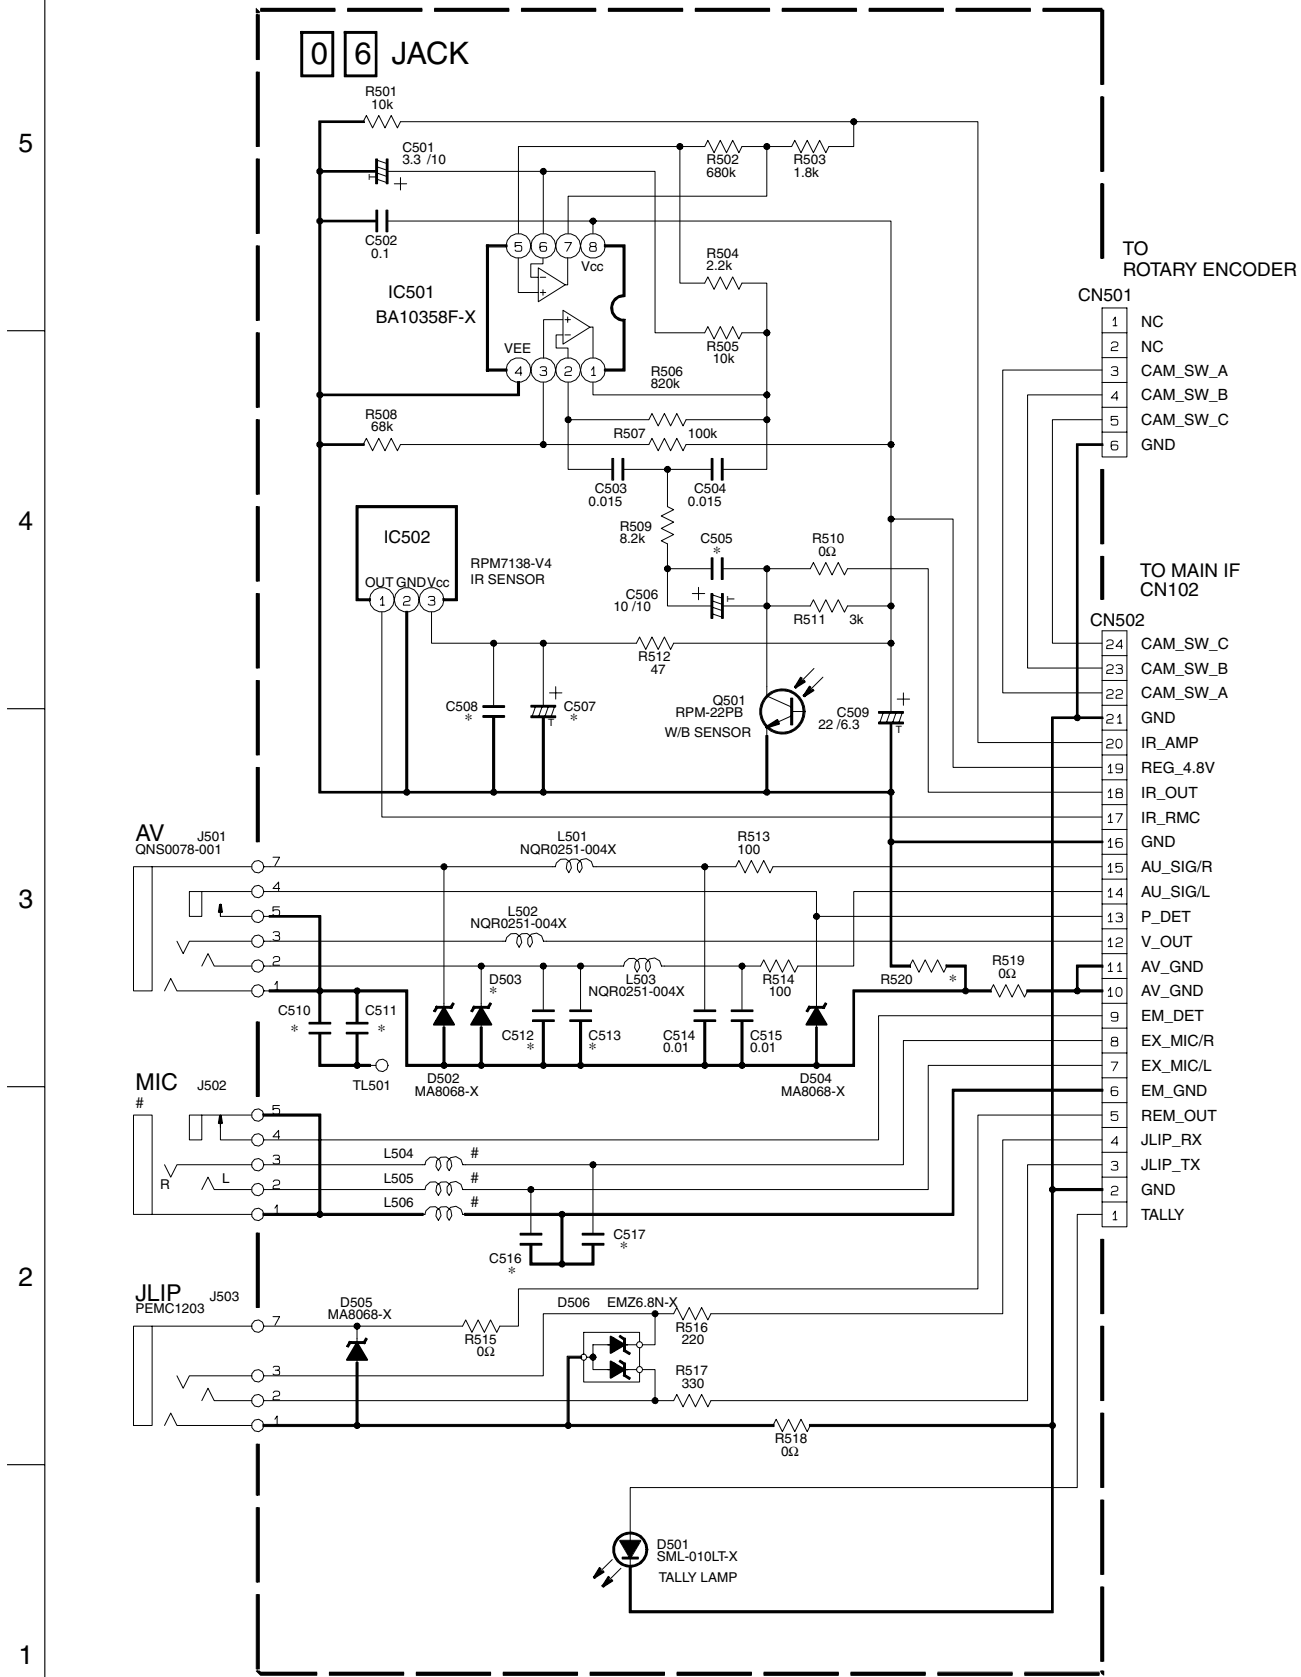 0 6 JACK
R501
10k
C501
3.3 /10
R502
680k
R503
1.8k
C502
0.1
5 6 7 8
Vcc
R504
2.2k
IC501
BA10358F-X
R505
10k
VEE
4 3 2 1
R506
820k
R508
68k
R507 100k
C503
0.015
C504
0.015
R509
8.2k
IC502
OUT GND Vcc
1 2 3
RPM7138-V4
IR SENSOR
C505
*
R510
0Ω
C506
10 /10
R511 3k
R512
47
C508
*
C507
*
Q501
RPM-22PB
W/B SENSOR
C509
22 /6.3
TO
ROTARY ENCODER
CN501
1 NC
2 NC
3 CAM_SW_A
4 CAM_SW_B
5 CAM_SW_C
6 GND
TO MAIN IF
CN102
CN502
24 CAM_SW_C
23 CAM_SW_B
22 CAM_SW_A
21 GND
20 IR_AMP
19 REG_4.8V
18 IR_OUT
17 IR_RMC
16 GND
15 AU_SIG/R
14 AU_SIG/L
13 P_DET
12 V_OUT
11 AV_GND
10 AV_GND
9 EM_DET
8 EX_MIC/R
7 EX_MIC/L
6 EM_GND
5 REM_OUT
4 JLIP_RX
3 JLIP_TX
2 GND
1 TALLY
AV J501
QNS0078-001
7
4
5
3
2
1
L501
NQR0251-004X
R513
100
L502
NQR0251-004X
D503
*
L503
NQR0251-004X
R514
100
R520 *
R519
0Ω
C510
*
C511
*
C512
*
C513
*
C514
0.01
C515
0.01
TL501
D502
MA8068-X
D504
MA8068-X
MIC J502
#
R L
5
4
3
2
1
L504 #
L505 #
L506 #
C516
*
C517
*
JLIP J503
PEMC1203
7
3
2
1
D505
MA8068-X
R515
0Ω
D506 EMZ6.8N-X
R516
220
R517
330
R518
0Ω
D501
SML-010LT-X
TALLY LAMP
5
4
3
2
1